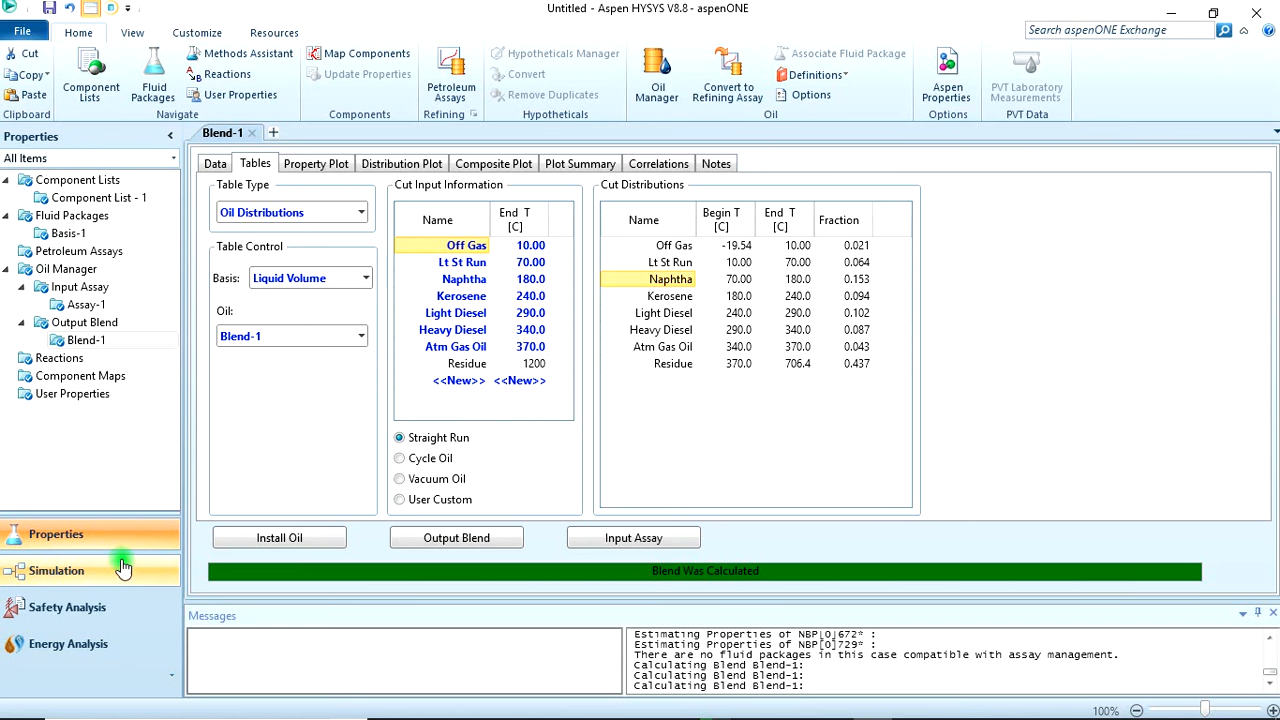 Untitled - Aspen HYSYS V8.8 - aspenONE
File Home View Customize Resources
Search aspenONE Exchange
Cut
Copy
Paste
Clipboard
Component Lists
Fluid Packages
Methods Assistant
Reactions
User Properties
Navigate
Map Components
Update Properties
Components
Petroleum Assays
Refining
Hypotheticals Manager
Convert
Remove Duplicates
Hypotheticals
Oil Manager
Convert to Refining Assay
Associate Fluid Package
Definitions
Options
Oil
Aspen Properties
Options
PVT Laboratory Measurements
PVT Data
Properties
All Items
Component Lists
Component List - 1
Fluid Packages
Basis-1
Petroleum Assays
Oil Manager
Input Assay
Assay-1
Output Blend
Blend-1
Reactions
Component Maps
User Properties
Properties
Simulation
Safety Analysis
Energy Analysis
Blend-1
Data Tables Property Plot Distribution Plot Composite Plot Plot Summary Correlations Notes
Table Type
Oil Distributions
Table Control
Basis: Liquid Volume
Oil:
Blend-1
Cut Input Information
Name End T [C]
Off Gas 10.00
Lt St Run 70.00
Naphtha 180.0
Kerosene 240.0
Light Diesel 290.0
Heavy Diesel 340.0
Atm Gas Oil 370.0
Residue 1200
<<New>> <<New>>
Straight Run
Cycle Oil
Vacuum Oil
User Custom
Cut Distributions
Name Begin T [C] End T [C] Fraction
Off Gas -19.54 10.00 0.021
Lt St Run 10.00 70.00 0.064
Naphtha 70.00 180.0 0.153
Kerosene 180.0 240.0 0.094
Light Diesel 240.0 290.0 0.102
Heavy Diesel 290.0 340.0 0.087
Atm Gas Oil 340.0 370.0 0.043
Residue 370.0 706.4 0.437
Install Oil Output Blend Input Assay
Blend Was Calculated
Messages
Estimating Properties of NBP[0]672* :
Estimating Properties of NBP[0]729* :
There are no fluid packages in this case compatible with assay management.
Calculating Blend Blend-1:
Calculating Blend Blend-1:
Calculating Blend Blend-1:
100%